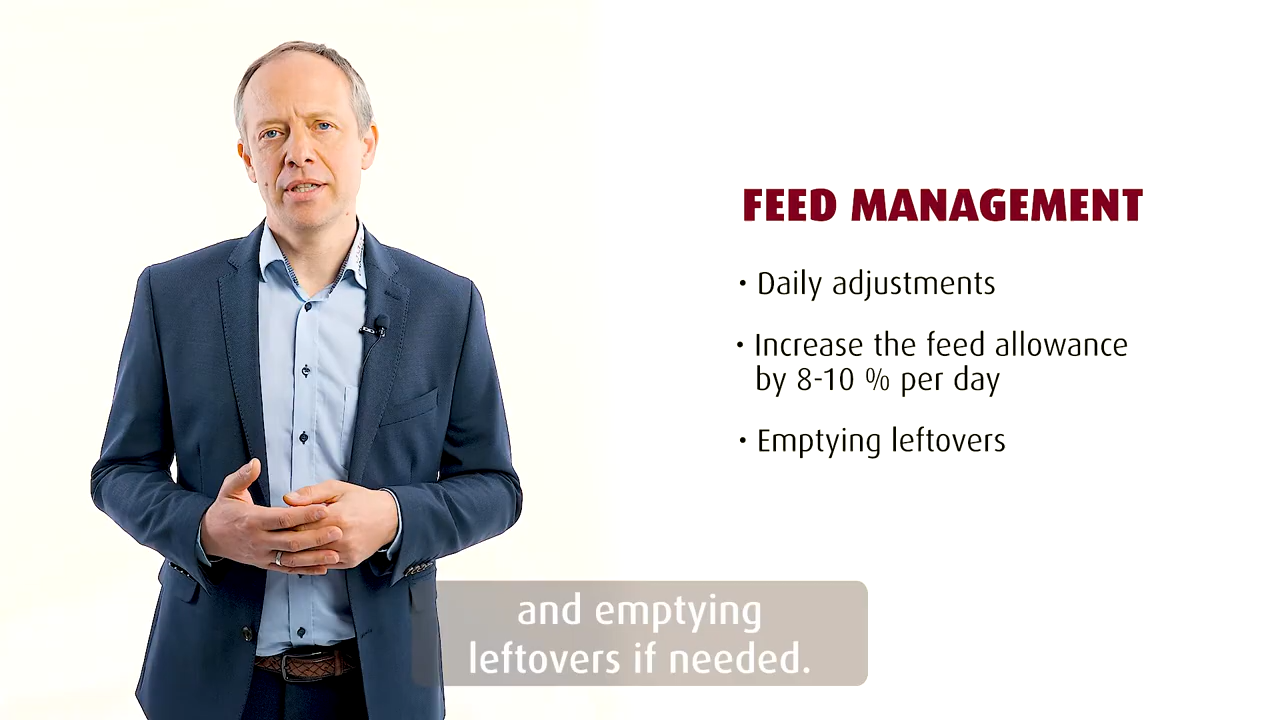 FEED MANAGEMENT
• Daily adjustments
• Increase the feed allowance
by 8-10 % per day
• Emptying leftovers
and emptying
leftovers if needed.